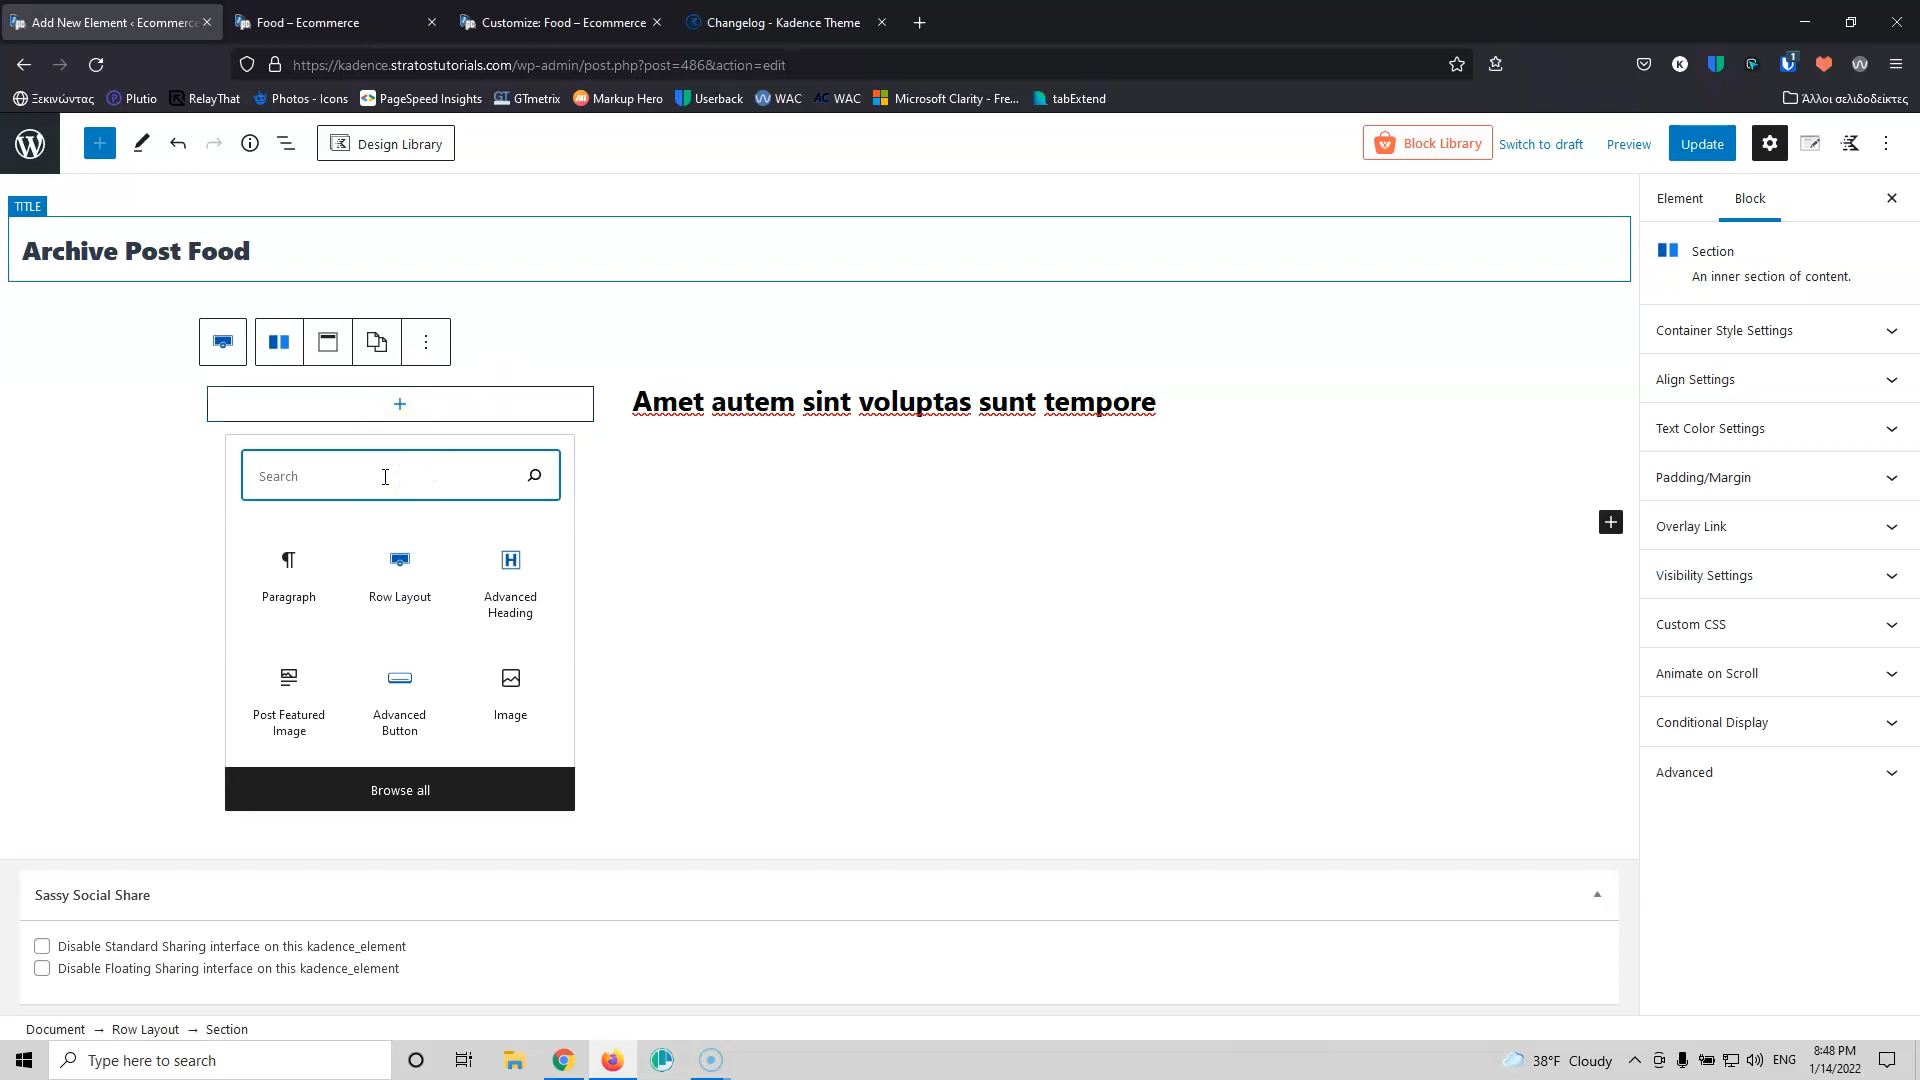 Add New Element ‹ Ecommerce
Food – Ecommerce
Customize: Food – Ecommerce
Changelog - Kadence Theme
https://kadence.stratostutorials.com/wp-admin/post.php?post=486&action=edit
Ξεκινώντας
Plutio
RelayThat
Photos - Icons
PageSpeed Insights
GTmetrix
Markup Hero
Userback
WAC
WAC
Microsoft Clarity - Fre...
tabExtend
Άλλοι σελιδοδείκτες
Design Library
Block Library
Switch to draft
Preview
Update
TITLE
Archive Post Food
Element
Block
Section
An inner section of content.
Container Style Settings
Align Settings
Text Color Settings
Padding/Margin
Overlay Link
Visibility Settings
Custom CSS
Animate on Scroll
Conditional Display
Advanced
Amet autem sint voluptas sunt tempore
Search
Paragraph
Row Layout
Advanced
Heading
Post Featured
Image
Advanced
Button
Image
Browse all
Sassy Social Share
Disable Standard Sharing interface on this kadence_element
Disable Floating Sharing interface on this kadence_element
Document → Row Layout → Section
Type here to search
38°F Cloudy
ENG
8:48 PM
1/14/2022